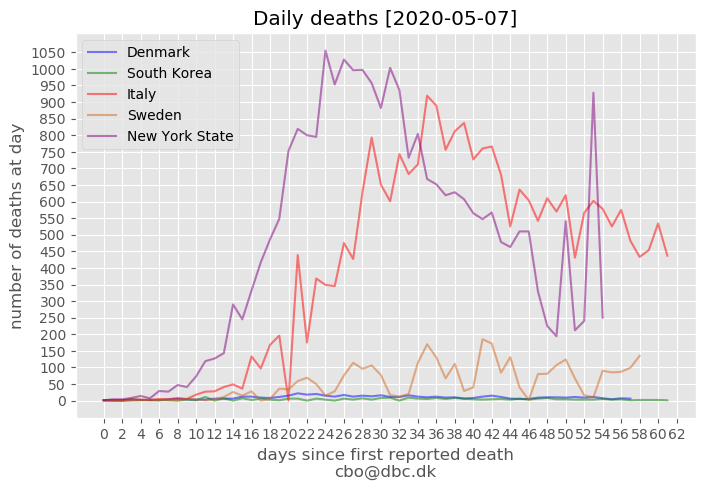 Daily deaths [2020-05-07]
Denmark
South Korea
Italy
Sweden
New York State
number of deaths at day
1050
1000
950
900
850
800
750
700
650
600
550
500
450
400
350
300
250
200
150
100
50
0
0 2 4 6 8 10 12 14 16 18 20 22 24 26 28 30 32 34 36 38 40 42 44 46 48 50 52 54 56 58 60 62
days since first reported death
cbo@dbc.dk